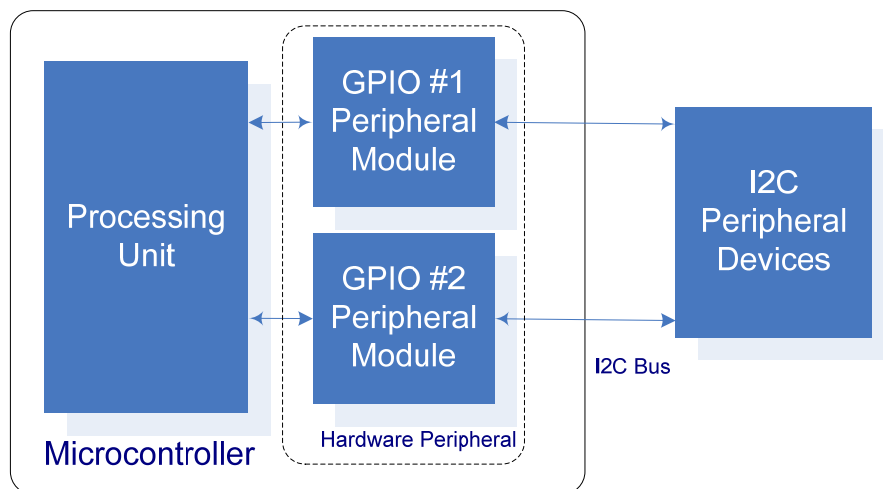 Processing
Unit
GPIO #1
Peripheral
Module
GPIO #2
Peripheral
Module
I2C
Peripheral
Devices
I2C Bus
Hardware Peripheral
Microcontroller